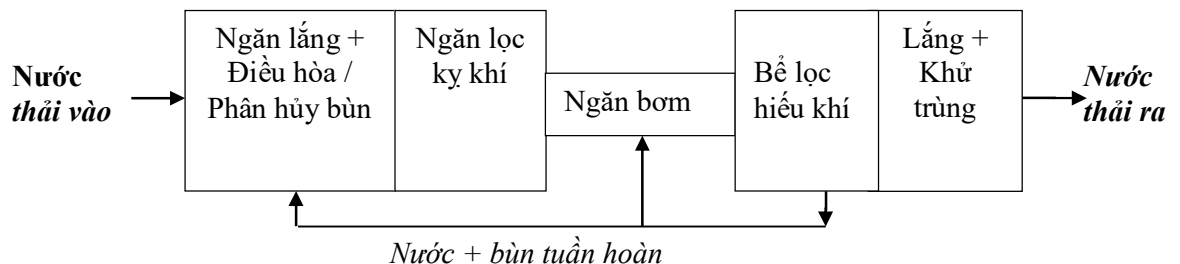 Nước
thải vào
Ngăn lắng +
Điều hòa /
Phân hủy bùn
Ngăn lọc
kỵ khí
Ngăn bơm
Bể lọc
hiếu khí
Lắng +
Khử
trùng
Nước
thải ra
Nước + bùn tuần hoàn